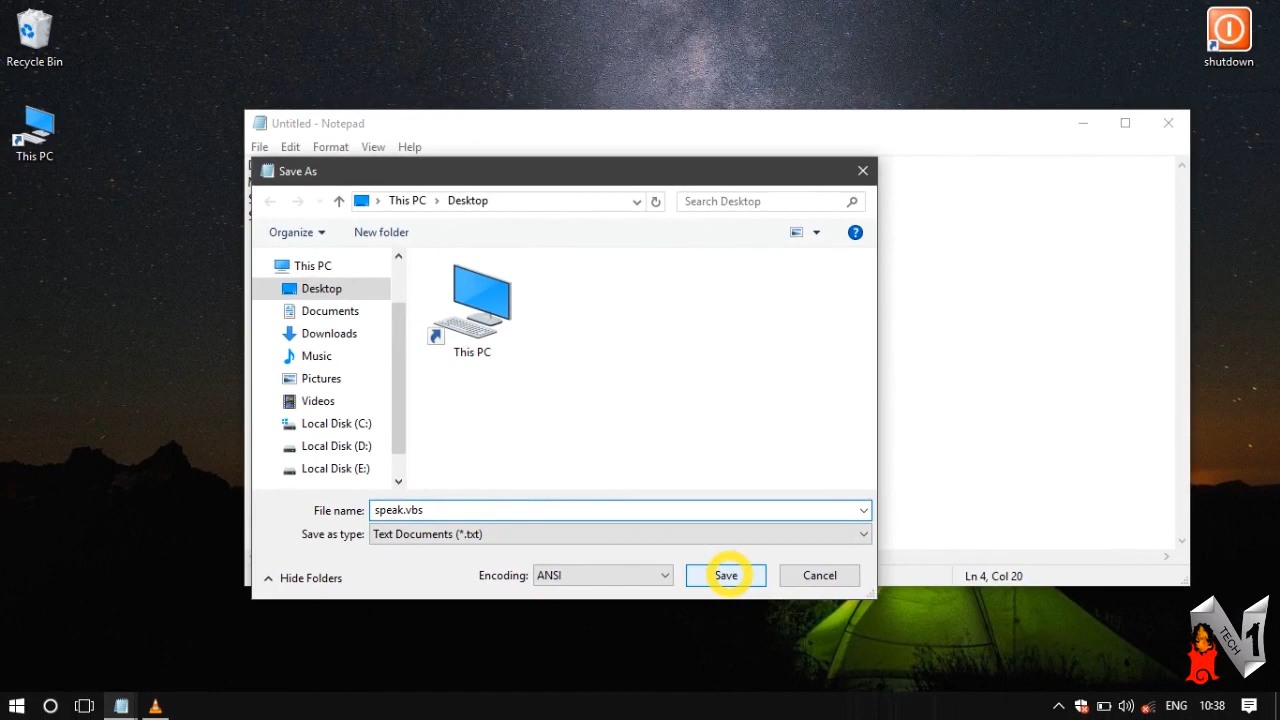 Recycle Bin
shutdown
This PC
Untitled - Notepad
File Edit Format View Help
Save As
This PC Desktop
Search Desktop
Organize New folder
This PC
Desktop
Documents
Downloads
Music
Pictures
Videos
Local Disk (C:)
Local Disk (D:)
Local Disk (E:)
This PC
File name: speak.vbs
Save as type: Text Documents (*.txt)
Hide Folders
Encoding: ANSI
Save
Cancel
Ln 4, Col 20
N1
TECH
ENG 10:38